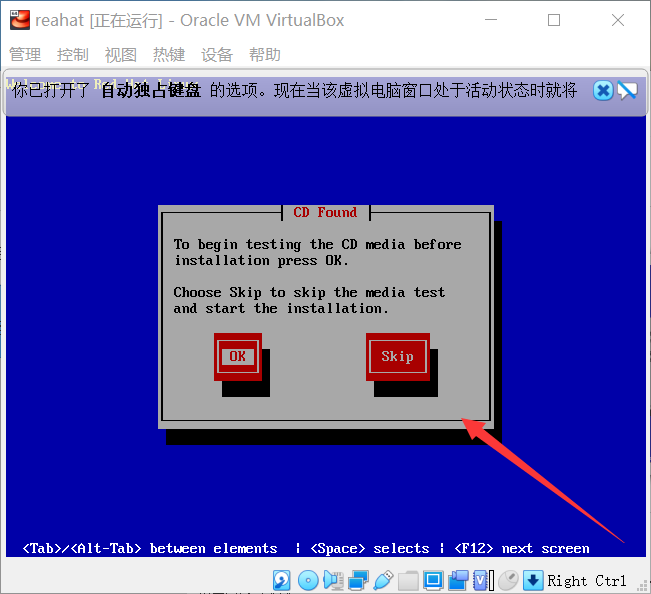 reahat [正在运行] - Oracle VM VirtualBox
管理 控制 视图 热键 设备 帮助
你已打开了 自动独占键盘 的选项。现在当该虚拟电脑窗口处于活动状态时就将
CD Found
To begin testing the CD media before
installation press OK.
Choose Skip to skip the media test
and start the installation.
OK Skip
<Tab>/<Alt-Tab> between elements | <Space> selects | <F12> next screen
Right Ctrl